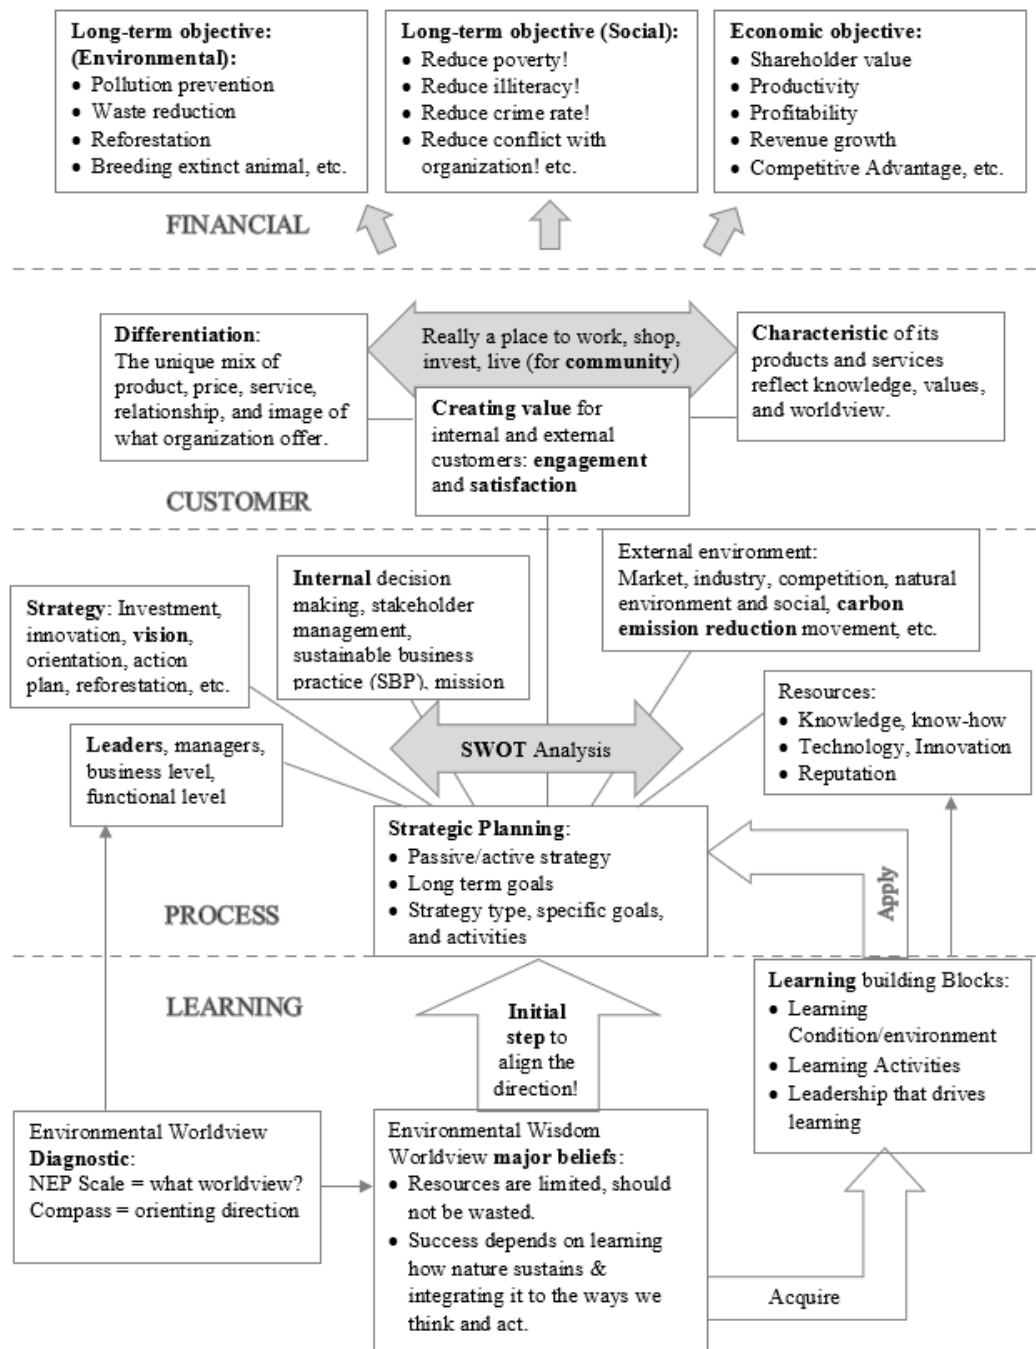 Long-term objective:
(Environmental):
• Pollution prevention
• Waste reduction
• Reforestation
• Breeding extinct animal, etc.
Long-term objective (Social):
• Reduce poverty!
• Reduce illiteracy!
• Reduce crime rate!
• Reduce conflict with
organization! etc.
Economic objective:
• Shareholder value
• Productivity
• Profitability
• Revenue growth
• Competitive Advantage, etc.
FINANCIAL
Differentiation:
The unique mix of
product, price, service,
relationship, and image of
what organization offer.
Really a place to work, shop,
invest, live (for community)
Characteristic of its
products and services
reflect knowledge, values,
and worldview.
Creating value for
internal and external
customers: engagement
and satisfaction
CUSTOMER
Strategy: Investment,
innovation, vision,
orientation, action
plan, reforestation, etc.
Internal decision
making, stakeholder
management,
sustainable business
practice (SBP), mission
External environment:
Market, industry, competition, natural
environment and social, carbon
emission reduction movement, etc.
Resources:
• Knowledge, know-how
• Technology, Innovation
• Reputation
Leaders, managers,
business level,
functional level
SWOT Analysis
Strategic Planning:
• Passive/active strategy
• Long term goals
• Strategy type, specific goals,
and activities
Apply
PROCESS
LEARNING
Initial
step to
align the
direction!
Learning building Blocks:
• Learning
Condition/environment
• Learning Activities
• Leadership that drives
learning
Environmental Worldview
Diagnostic:
NEP Scale = what worldview?
Compass = orienting direction
Environmental Wisdom
Worldview major beliefs:
• Resources are limited, should
not be wasted.
• Success depends on learning
how nature sustains &
integrating it to the ways we
think and act.
Acquire